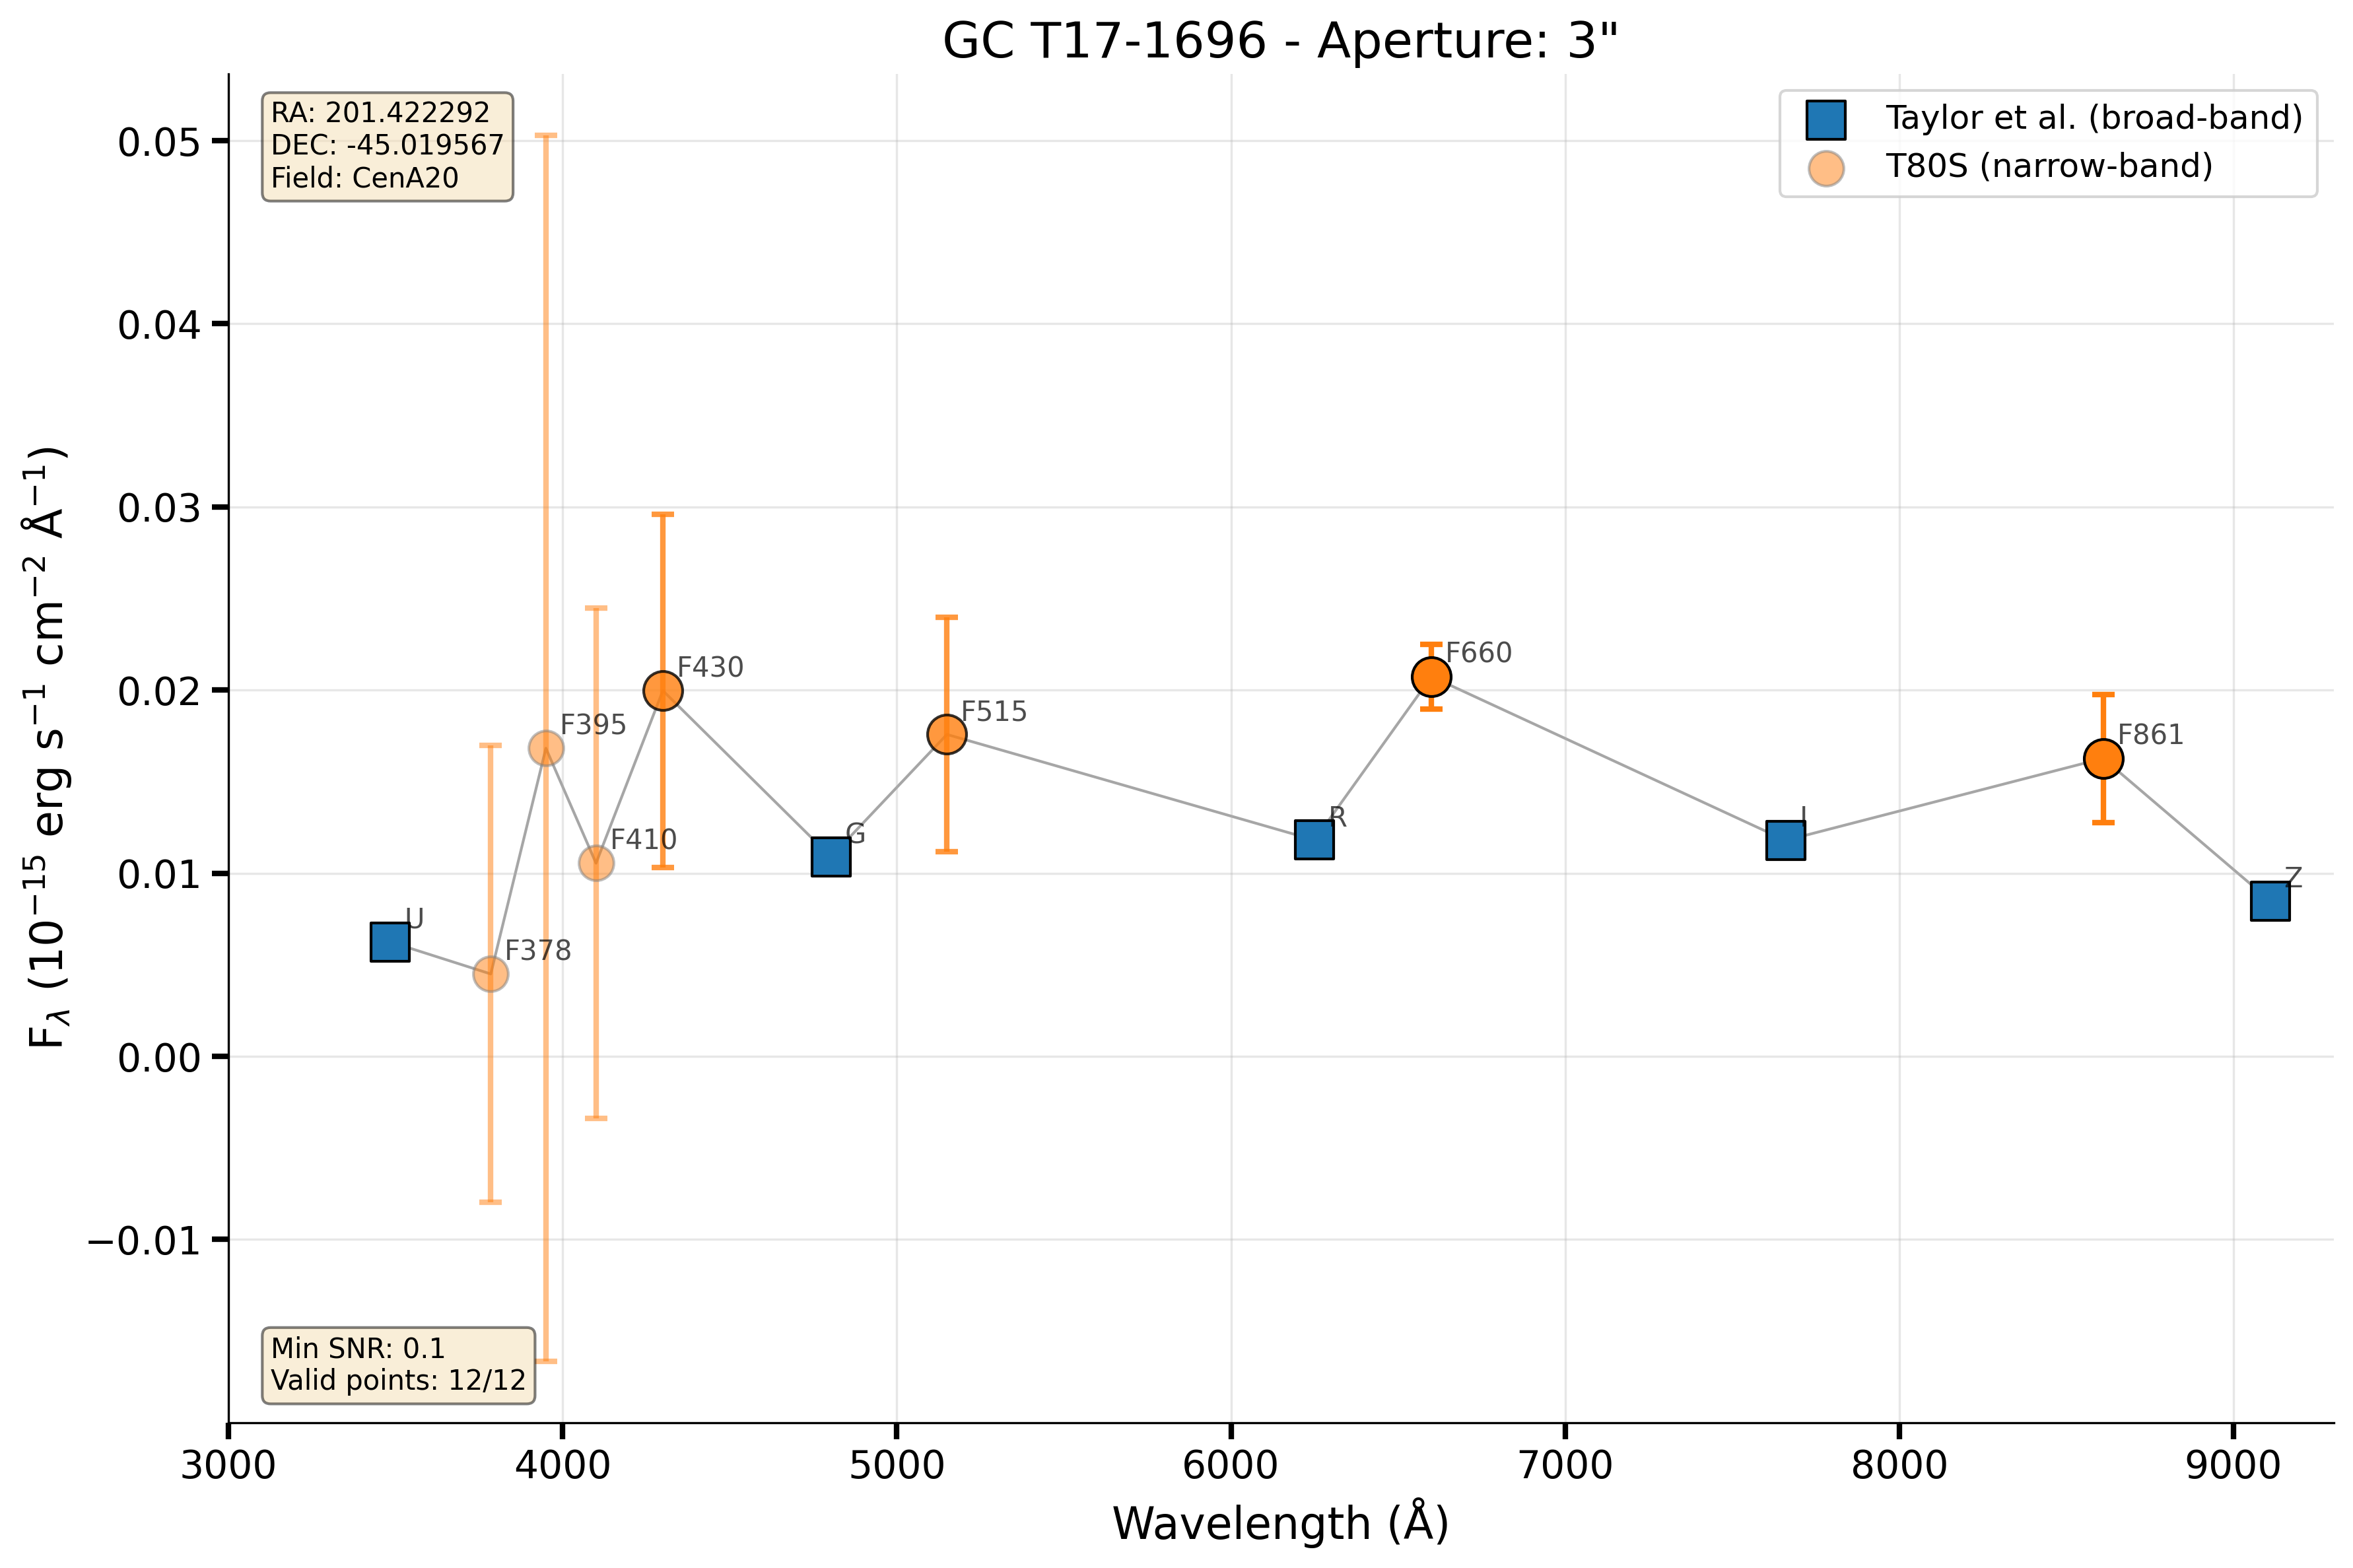 GC T17-1696 - Aperture: 3"
RA: 201.422292
DEC: -45.019567
Field: CenA20
Taylor et al. (broad-band)
T80S (narrow-band)
0.05
0.04
0.03
0.02
0.01
0.00
−0.01
F_λ (10⁻¹⁵ erg s⁻¹ cm⁻² Å⁻¹)
U
F378
F395
F410
F430
G
F515
R
F660
I
F861
Z
Min SNR: 0.1
Valid points: 12/12
3000 4000 5000 6000 7000 8000 9000
Wavelength (Å)